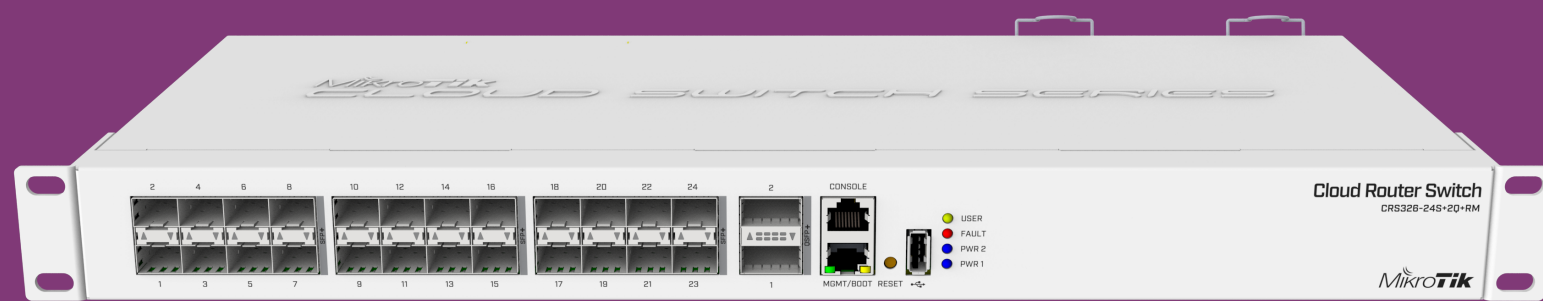 MikroTik
CLOUD SWITCH SERIES
2 4 6 8 10 12 14 16 18 20 22 24 2 CONSOLE
Cloud Router Switch
CRS326-24S+2Q+RM
USER
SFP+ SFP+ SFP+ QSFP+
FAULT
PWR 2
PWR 1
1 3 5 7 9 11 13 15 17 19 21 23 1 MGMT/BOOT RESET
MikroTik